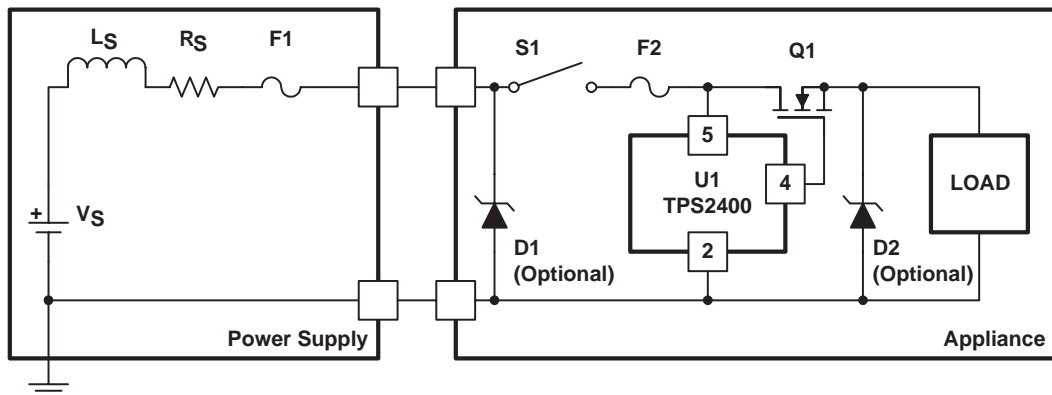 LS
RS
F1
S1
F2
Q1
5
U1
TPS2400
4
LOAD
+
VS
D1
(Optional)
2
D2
(Optional)
Power Supply
Appliance